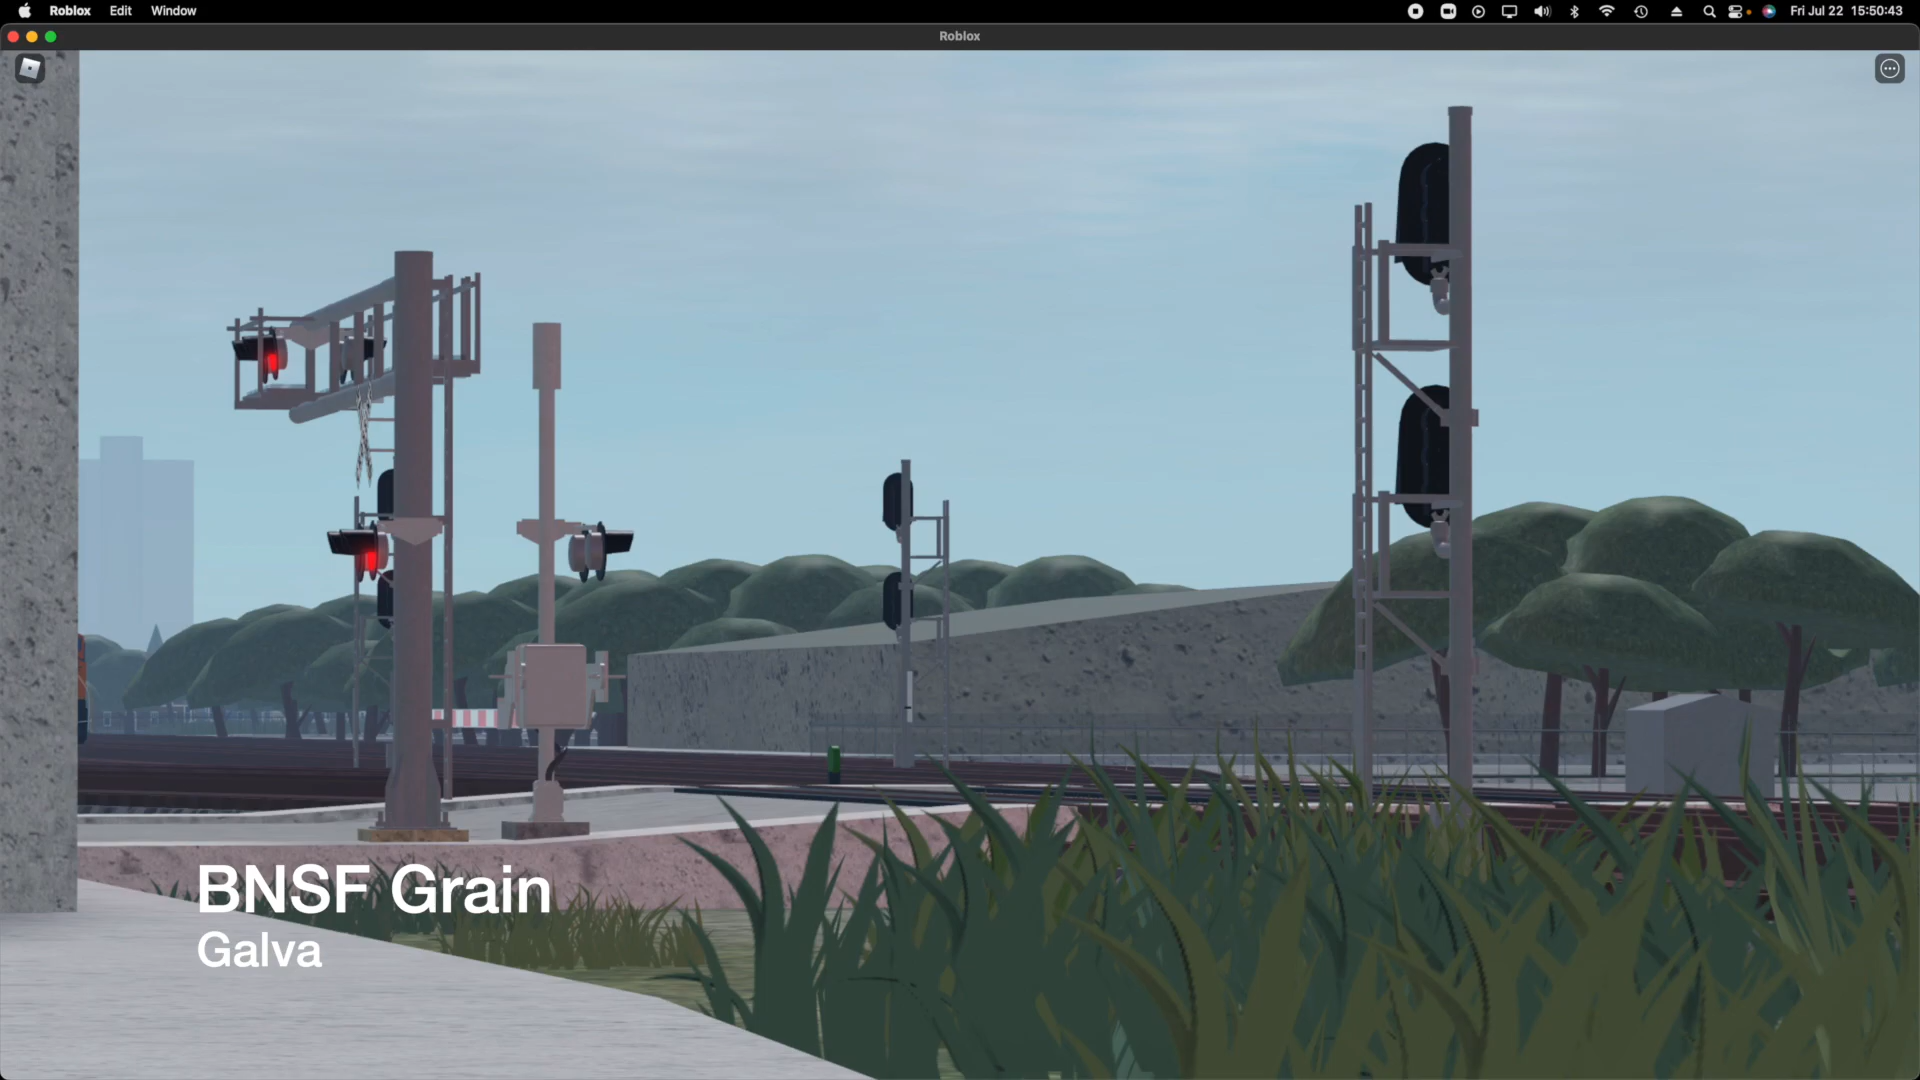 Roblox Edit Window
Fri Jul 22 15:50:43
Roblox
BNSF Grain
Galva